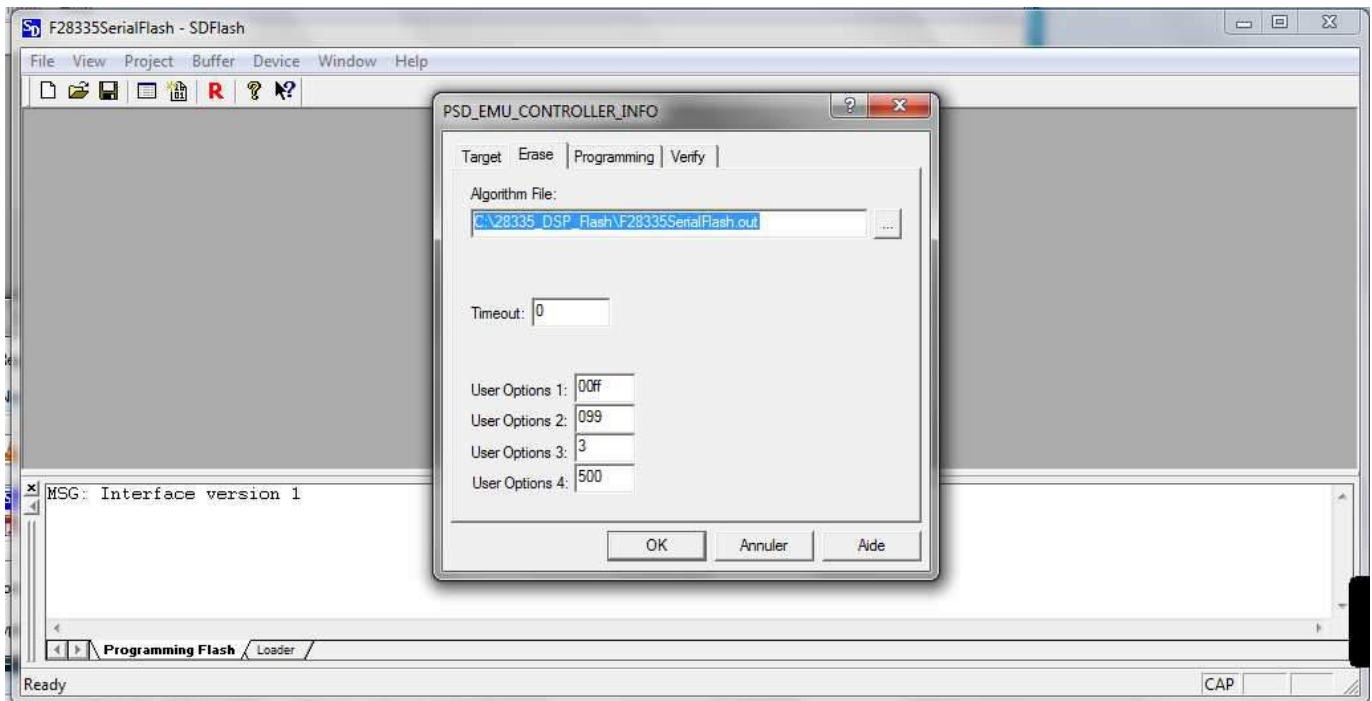 SD F28335SerialFlash - SDFlash
File View Project Buffer Device Window Help
R ? ?
PSD_EMU_CONTROLLER_INFO
Target Erase Programming Verify
Algorithm File:
C:\28335_DSP_Flash\F28335SerialFlash.out
...
Timeout: 0
User Options 1: 00ff
User Options 2: 099
User Options 3: 3
User Options 4: 500
OK Annuler Aide
MSG: Interface version 1
Programming Flash Loader
Ready CAP